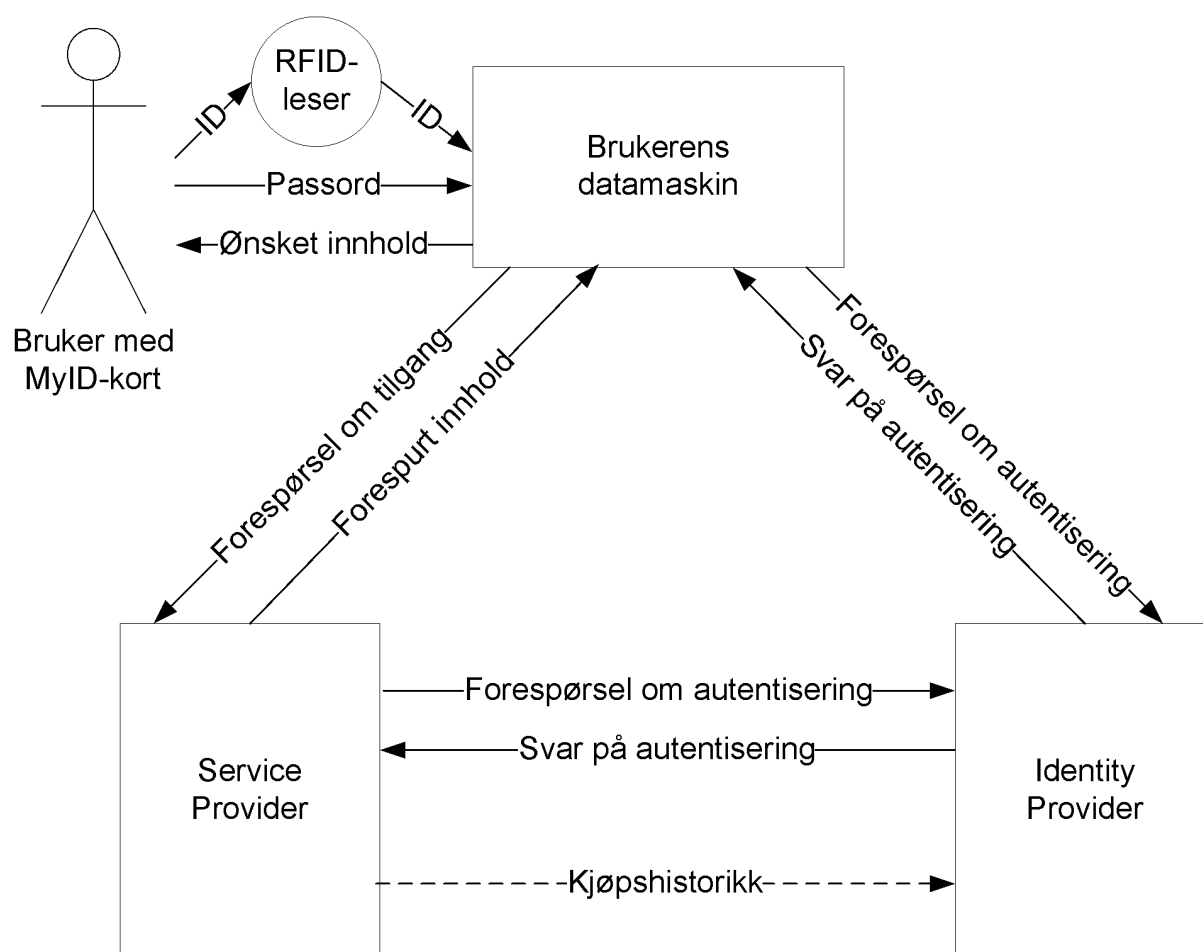 RFID-
leser
ID
ID
Brukerens
datamaskin
Passord
Ønsket innhold
Bruker med
MyID-kort
Forespørsel om tilgang
Forespurt innhold
Svar på autentisering
Forespørsel om autentisering
Forespørsel om autentisering
Svar på autentisering
Service
Provider
Identity
Provider
Kjøpshistorikk